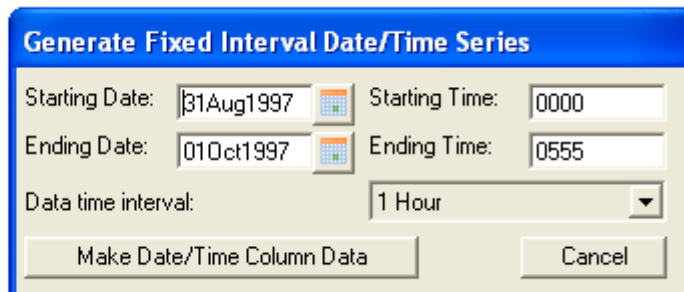 Generate Fixed Interval Date/Time Series
Starting Date: 31Aug1997 Starting Time: 0000
Ending Date: 01Oct1997 Ending Time: 0555
Data time interval: 1 Hour
Make Date/Time Column Data Cancel